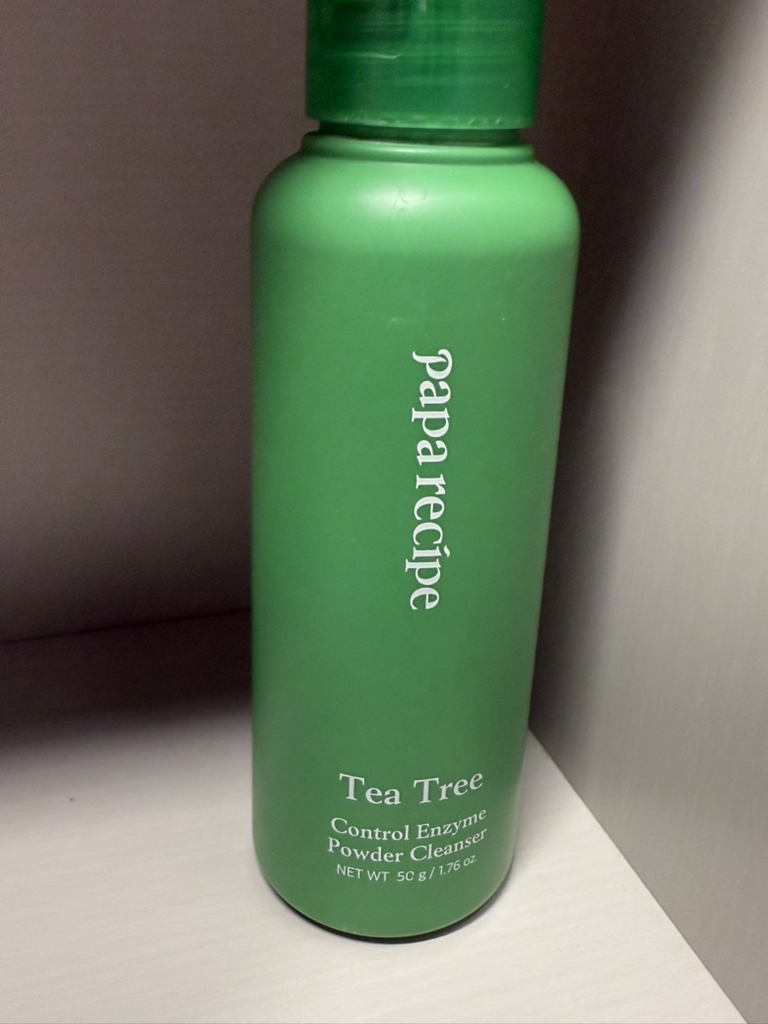 papa recipe
Tea Tree
Control Enzyme
Powder Cleanser
NET WT 50 g / 1.76 oz.